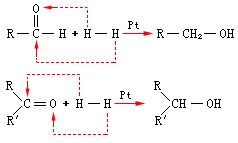 O
‖ Pt
R—C—H + H—H ⟶ R—CH₂—OH
R R
Pt
C=O + H—H ⟶ CH—OH
R′ R′